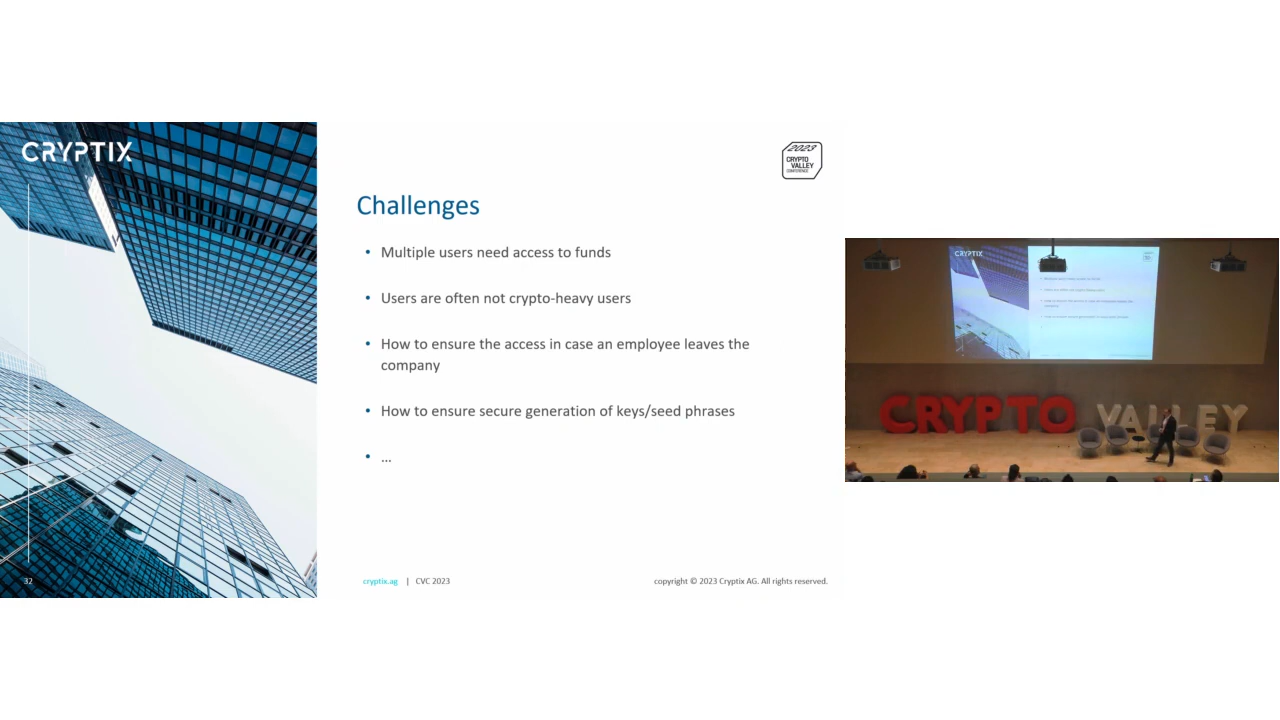 CRYPTIX
2023
CRYPTO
VALLEY
CONFERENCE
Challenges
• Multiple users need access to funds
• Users are often not crypto-heavy users
• How to ensure the access in case an employee leaves the
company
• How to ensure secure generation of keys/seed phrases
• ...
32
cryptix.ag | CVC 2023
copyright © 2023 Cryptix AG. All rights reserved.
CRYPTIX
CRYPTO VALLEY